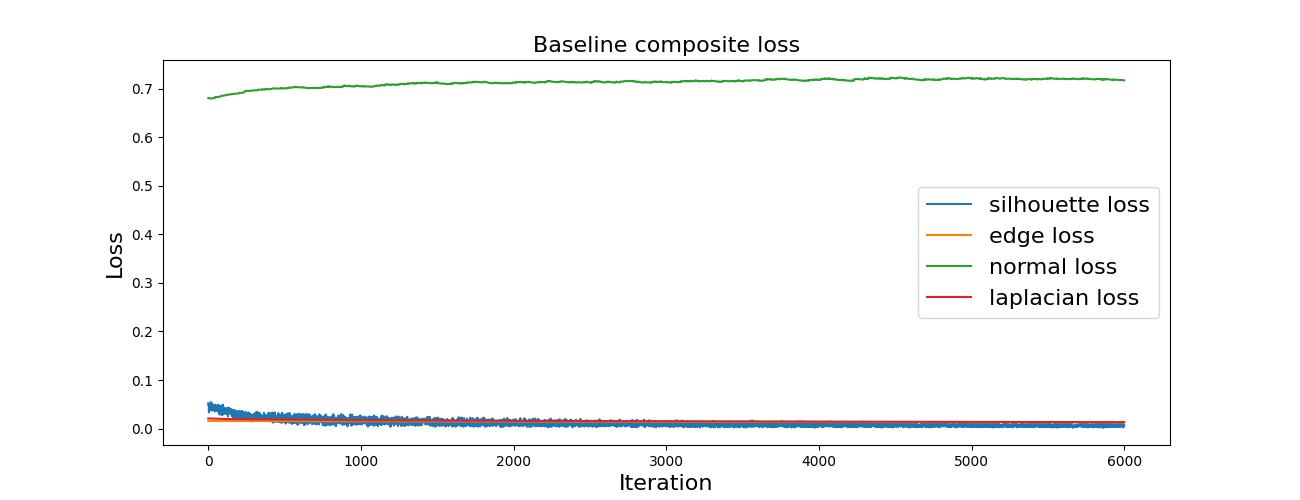 Baseline composite loss
Loss
0.7
0.6
0.5
0.4
0.3
0.2
0.1
0.0
silhouette loss
edge loss
normal loss
laplacian loss
0 1000 2000 3000 4000 5000 6000
Iteration